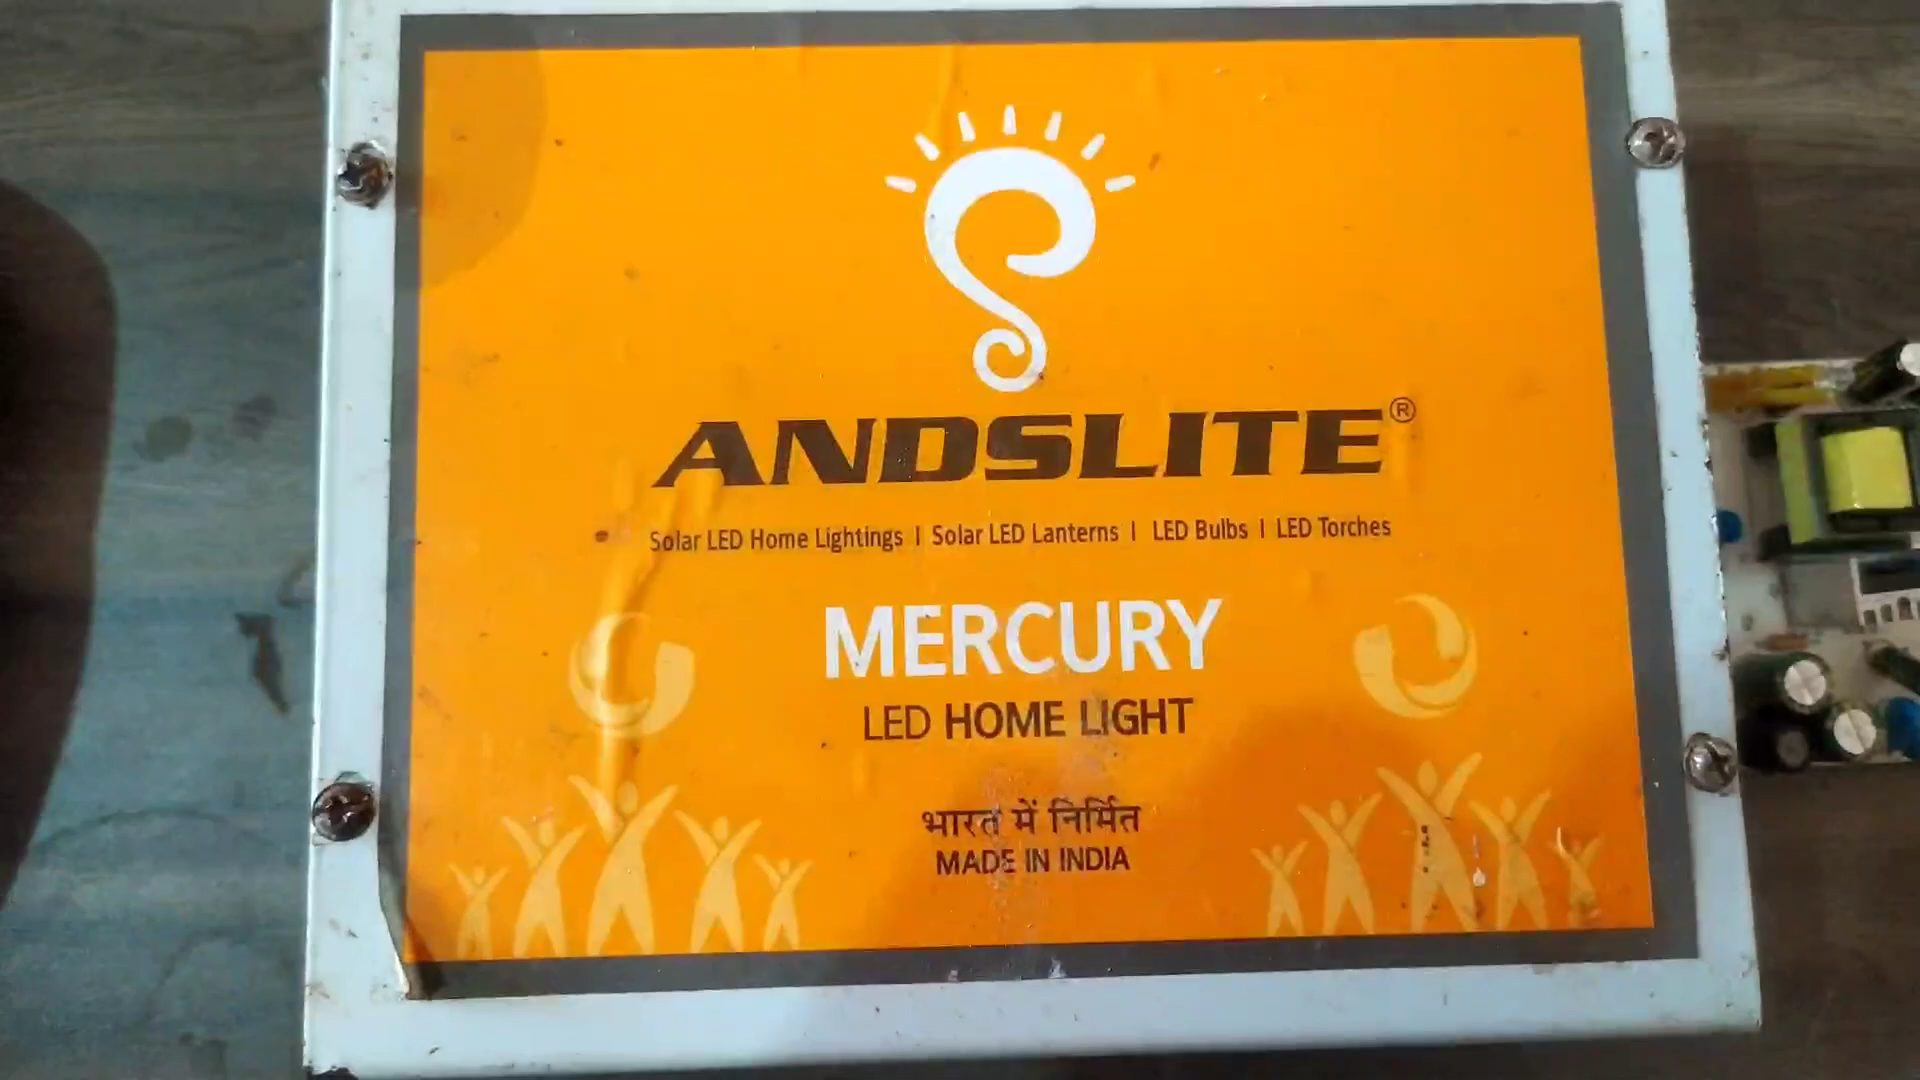 ANDSLITE®
Solar LED Home Lightings | Solar LED Lanterns | LED Bulbs | LED Torches
MERCURY
LED HOME LIGHT
भारत में निर्मित
MADE IN INDIA